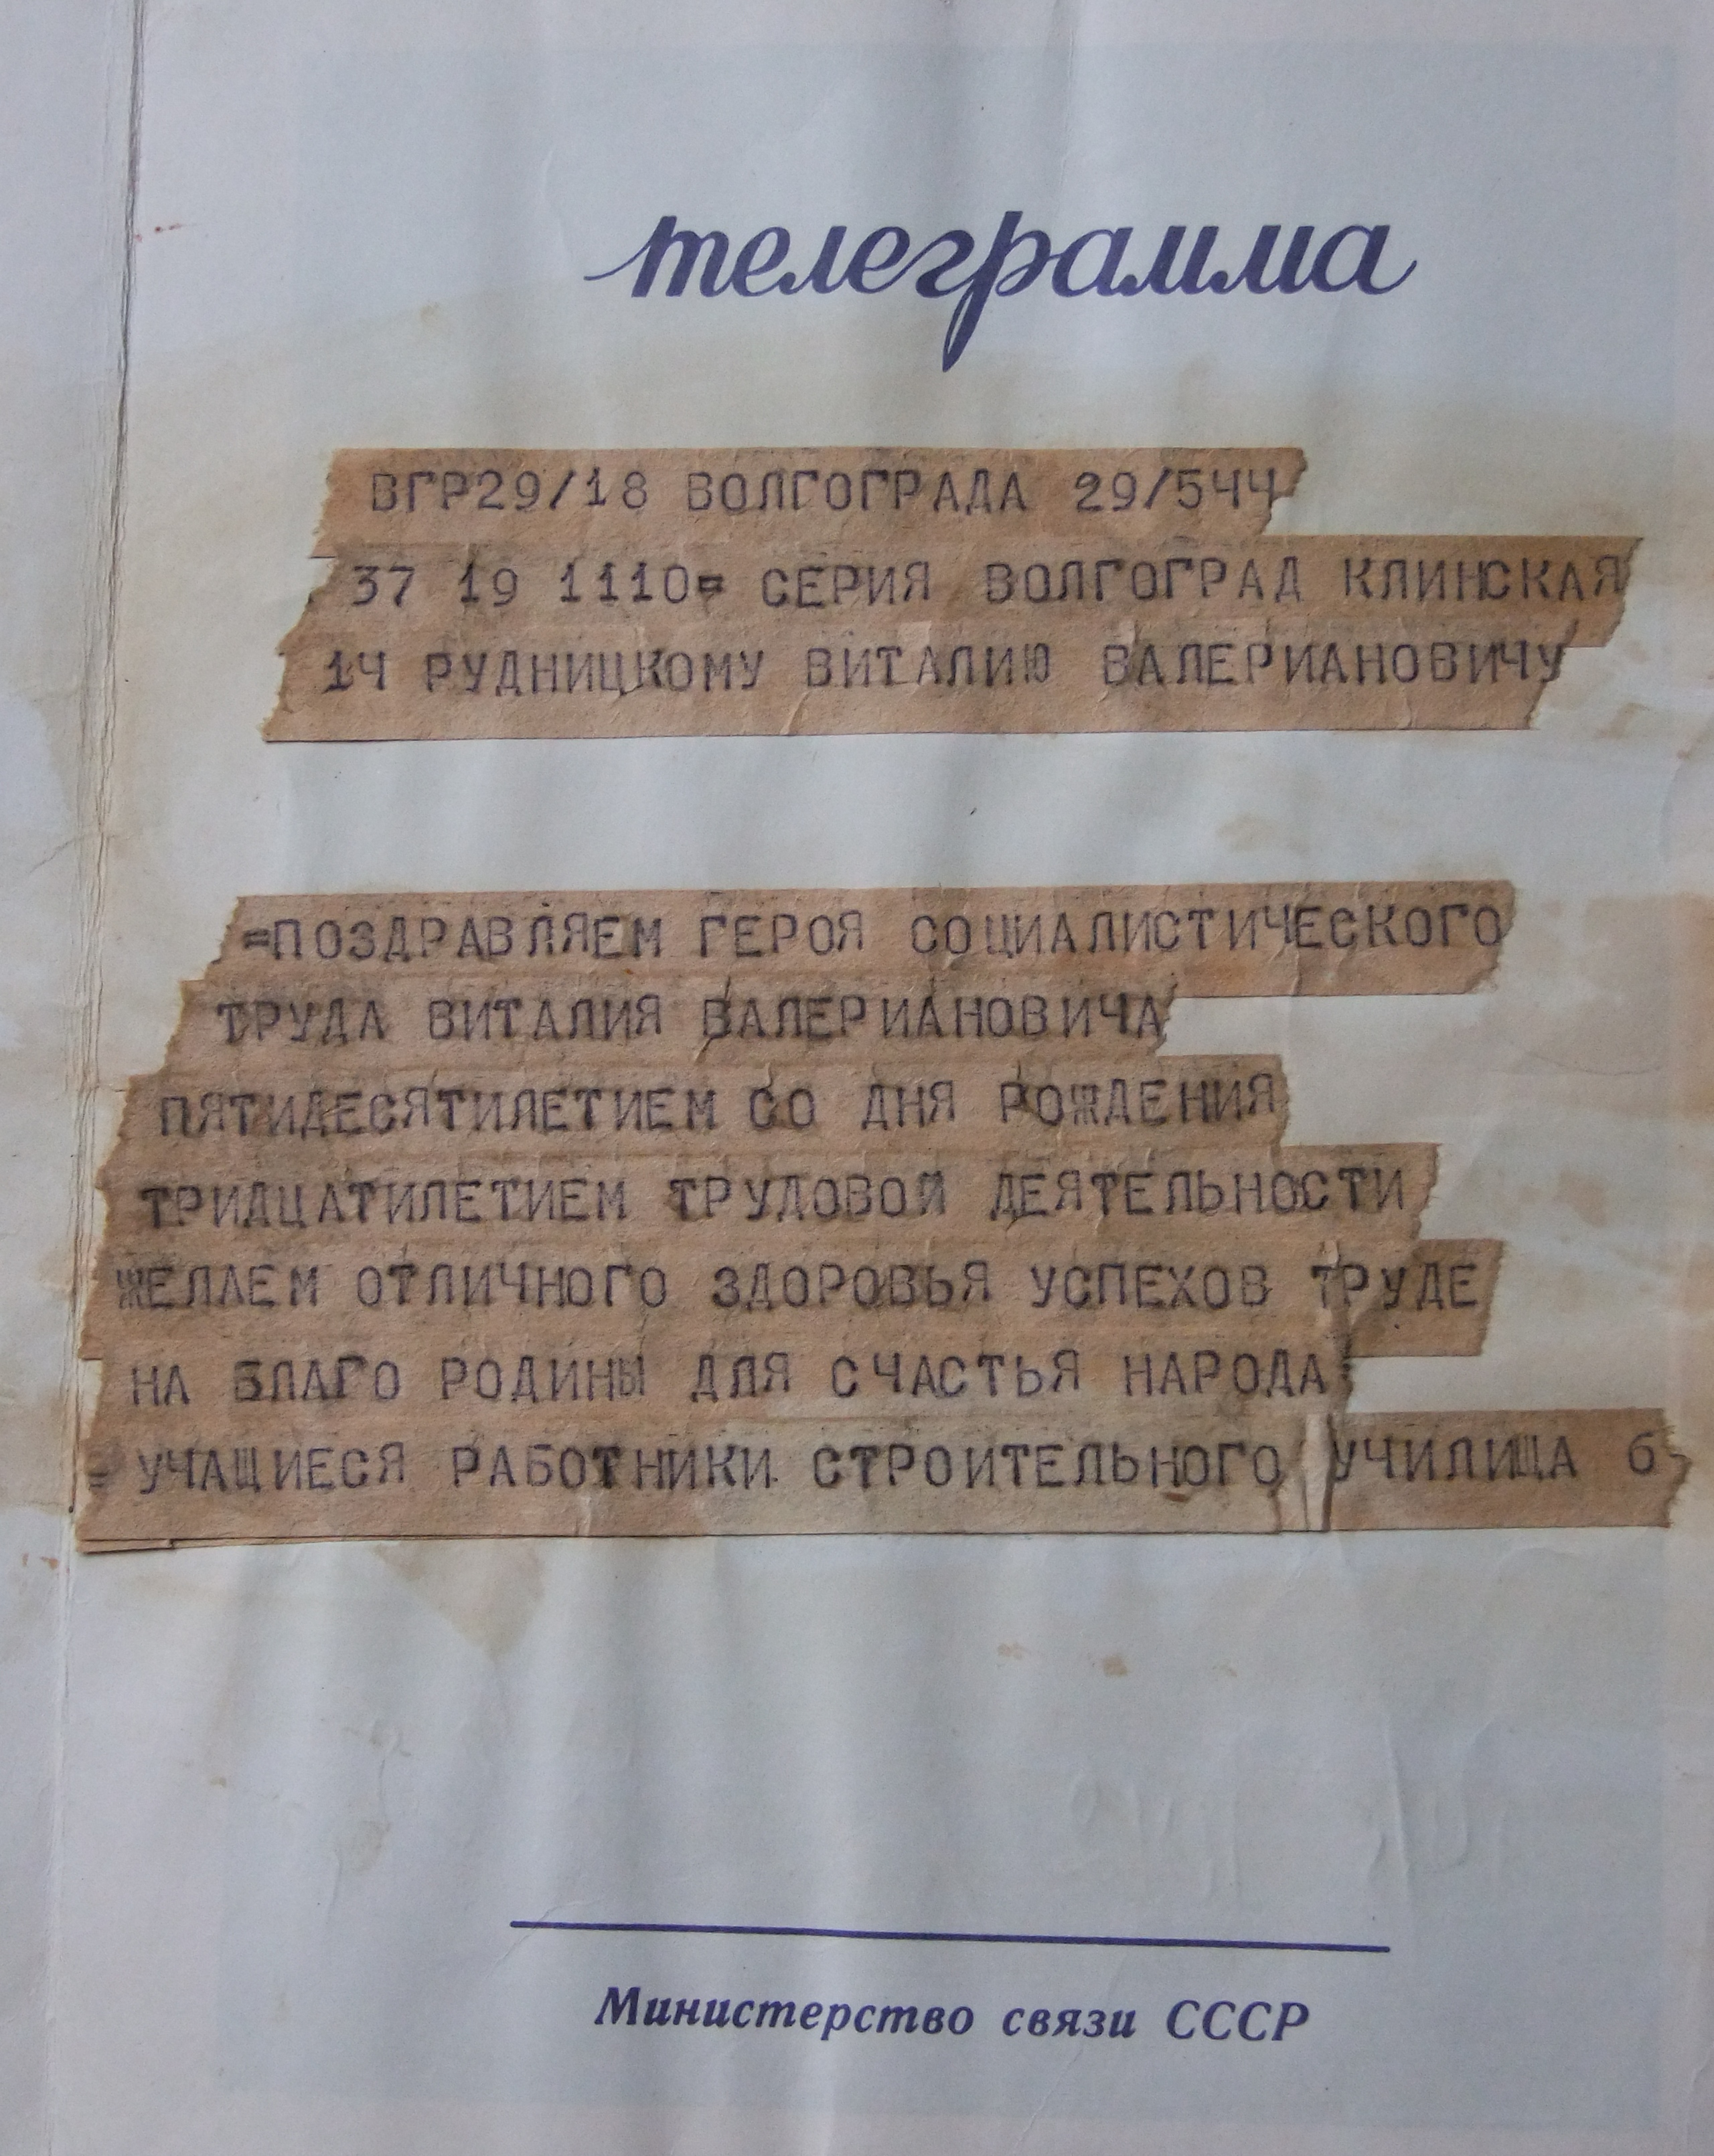 телеграмма
ВГР29/18 ВОЛГОГРАДА 29/544
37 19 1110= СЕРИЯ ВОЛГОГРАД КЛИНСКАЯ
14 РУДНИЦКОМУ ВИТАЛИЮ ВАЛЕРИАНОВИЧУ
=ПОЗДРАВЛЯЕМ ГЕРОЯ СОЦИАЛИСТИЧЕСКОГО
ТРУДА ВИТАЛИЯ ВАЛЕРИАНОВИЧА
ПЯТИДЕСЯТИЛЕТИЕМ СО ДНЯ РОЖДЕНИЯ
ТРИДЦАТИЛЕТИЕМ ТРУДОВОЙ ДЕЯТЕЛЬНОСТИ
ЖЕЛАЕМ ОТЛИЧНОГО ЗДОРОВЬЯ УСПЕХОВ ТРУДЕ
НА БЛАГО РОДИНЫ ДЛЯ СЧАСТЬЯ НАРОДА
= УЧАЩИЕСЯ РАБОТНИКИ СТРОИТЕЛЬНОГО УЧИЛИЩА 6
Министерство связи СССР